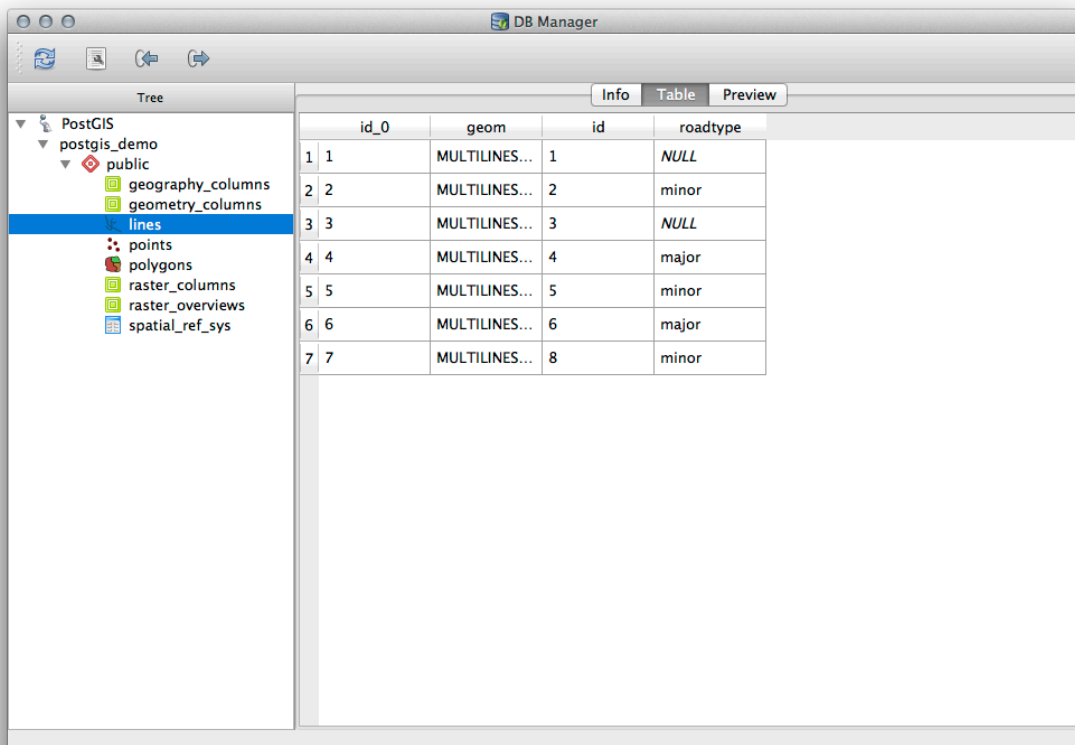 DB Manager
Tree
Info Table Preview
PostGIS
postgis_demo
public
geography_columns
geometry_columns
lines
points
polygons
raster_columns
raster_overviews
spatial_ref_sys
id_0 geom id roadtype
1 1 MULTILINES... 1 NULL
2 2 MULTILINES... 2 minor
3 3 MULTILINES... 3 NULL
4 4 MULTILINES... 4 major
5 5 MULTILINES... 5 minor
6 6 MULTILINES... 6 major
7 7 MULTILINES... 8 minor